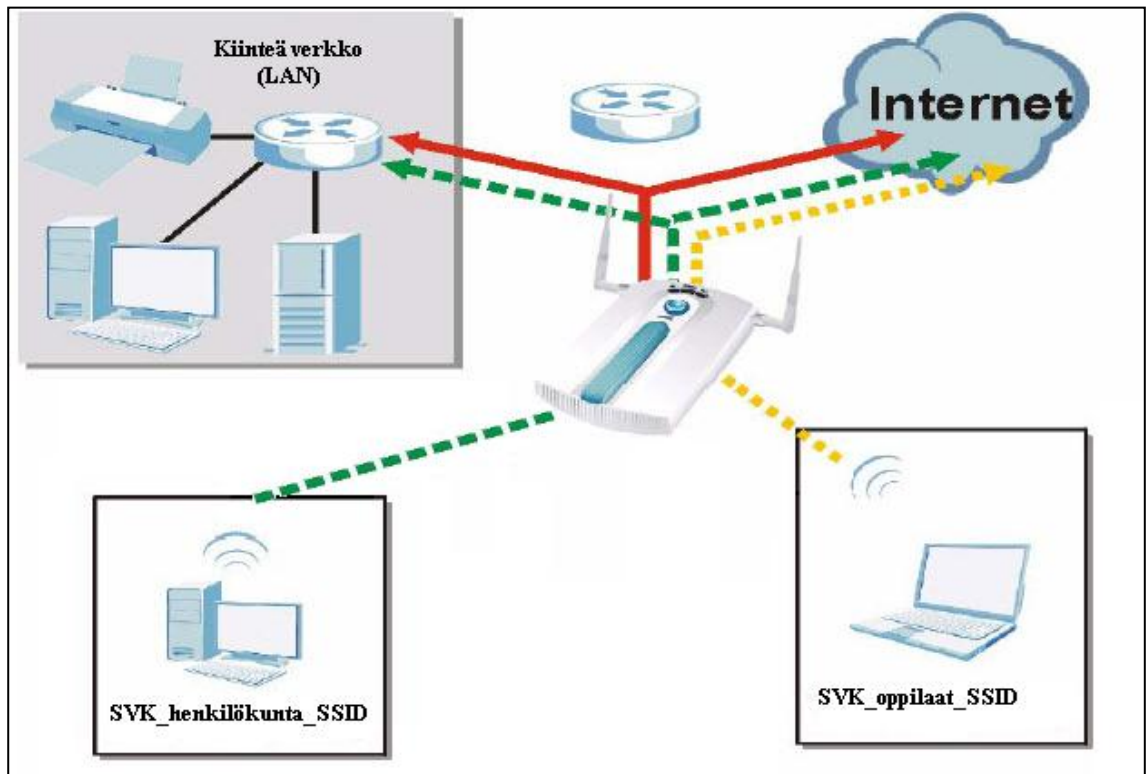 Kiinteä verkko
(LAN)
Internet
SVK_henkilökunta_SSID
SVK_oppilaat_SSID